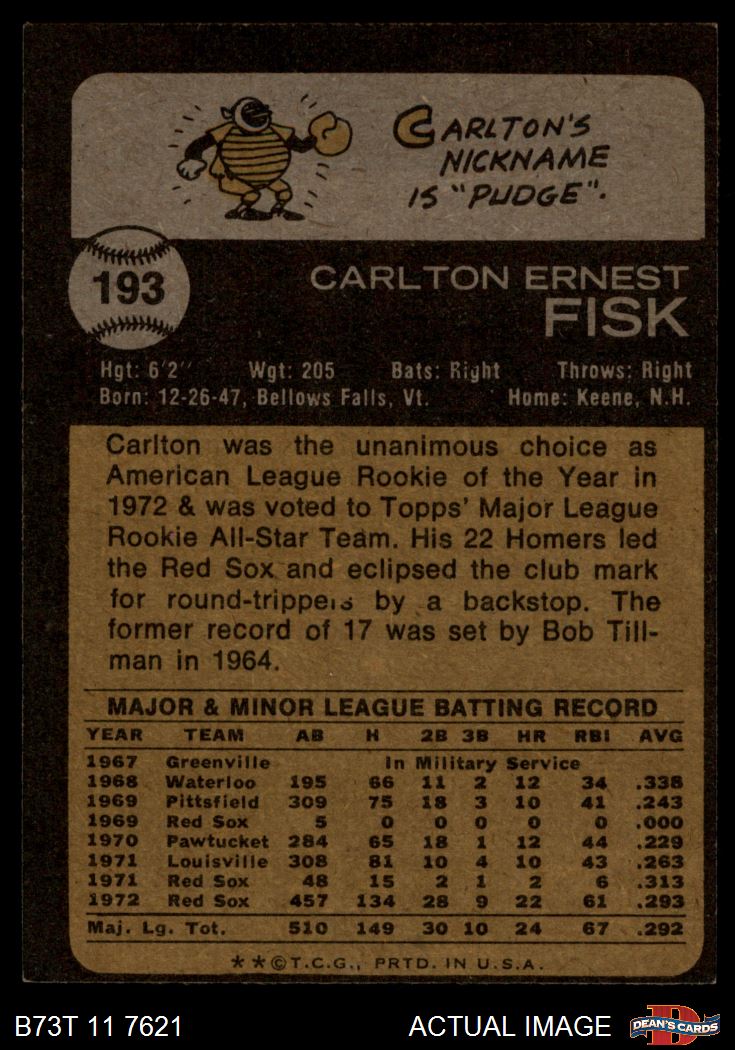 CARLTON'S
NICKNAME
IS "PUDGE".
193
CARLTON ERNEST
FISK
Hgt: 6'2" Wgt: 205 Bats: Right Throws: Right
Born: 12-26-47, Bellows Falls, Vt. Home: Keene, N.H.
Carlton was the unanimous choice as
American League Rookie of the Year in
1972 & was voted to Topps' Major League
Rookie All-Star Team. His 22 Homers led
the Red Sox and eclipsed the club mark
for round-trippers by a backstop. The
former record of 17 was set by Bob Till-
man in 1964.
MAJOR & MINOR LEAGUE BATTING RECORD
YEAR TEAM AB H 2B 3B HR RBI AVG
1967 Greenville In Military Service
1968 Waterloo 195 66 11 2 12 34 .338
1969 Pittsfield 309 75 18 3 10 41 .243
1969 Red Sox 5 0 0 0 0 0 .000
1970 Pawtucket 284 65 18 1 12 44 .229
1971 Louisville 308 81 10 4 10 43 .263
1971 Red Sox 48 15 2 1 2 6 .313
1972 Red Sox 457 134 28 9 22 61 .293
Maj. Lg. Tot. 510 149 30 10 24 67 .292
**©T.C.G., PRTD. IN U.S.A.
B73T 11 7621 ACTUAL IMAGE DEAN'S CARDS